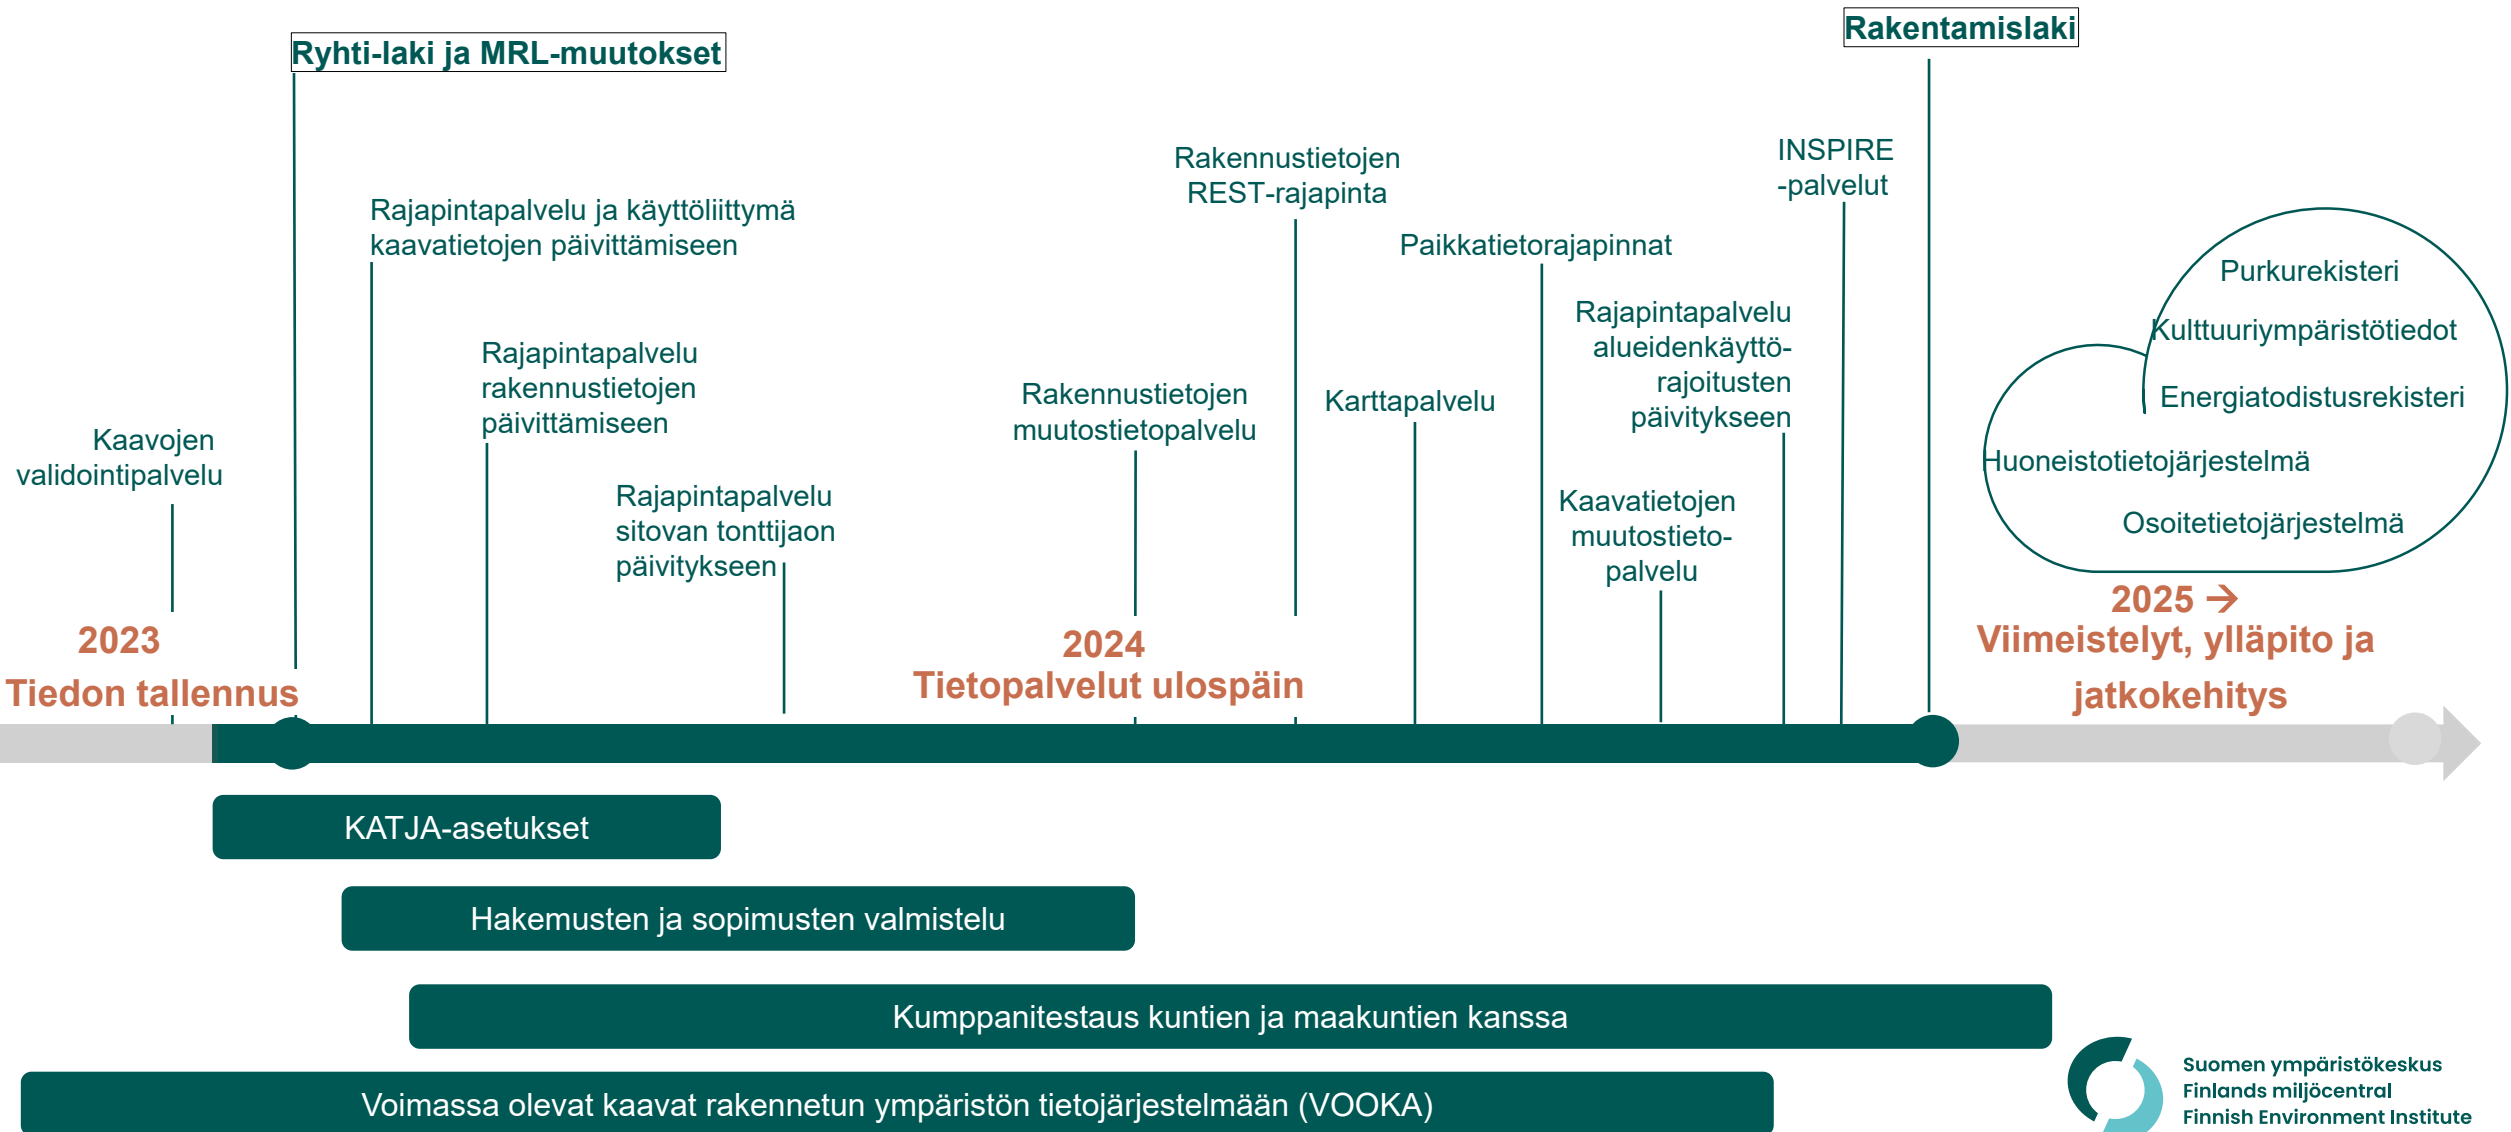 Ryhti-laki ja MRL-muutokset
Rakentamislaki
Kaavojen
validointipalvelu
Rajapintapalvelu ja käyttöliittymä
kaavatietojen päivittämiseen
Rajapintapalvelu
rakennustietojen
päivittämiseen
Rajapintapalvelu
sitovan tonttijaon
päivitykseen
Rakennustietojen
muutostietopalvelu
Rakennustietojen
REST-rajapinta
Karttapalvelu
Paikkatietorajapinnat
Kaavatietojen
muutostieto-
palvelu
Rajapintapalvelu
alueidenkäyttö-
rajoitusten
päivitykseen
INSPIRE
-palvelut
Purkurekisteri
Kulttuuriympäristötiedot
Energiatodistusrekisteri
Huoneistotietojärjestelmä
Osoitetietojärjestelmä
2023
Tiedon tallennus
2024
Tietopalvelut ulospäin
2025 →
Viimeistelyt, ylläpito ja
jatkokehitys
KATJA-asetukset
Hakemusten ja sopimusten valmistelu
Kumppanitestaus kuntien ja maakuntien kanssa
Voimassa olevat kaavat rakennetun ympäristön tietojärjestelmään (VOOKA)
Suomen ympäristökeskus
Finlands miljöcentral
Finnish Environment Institute